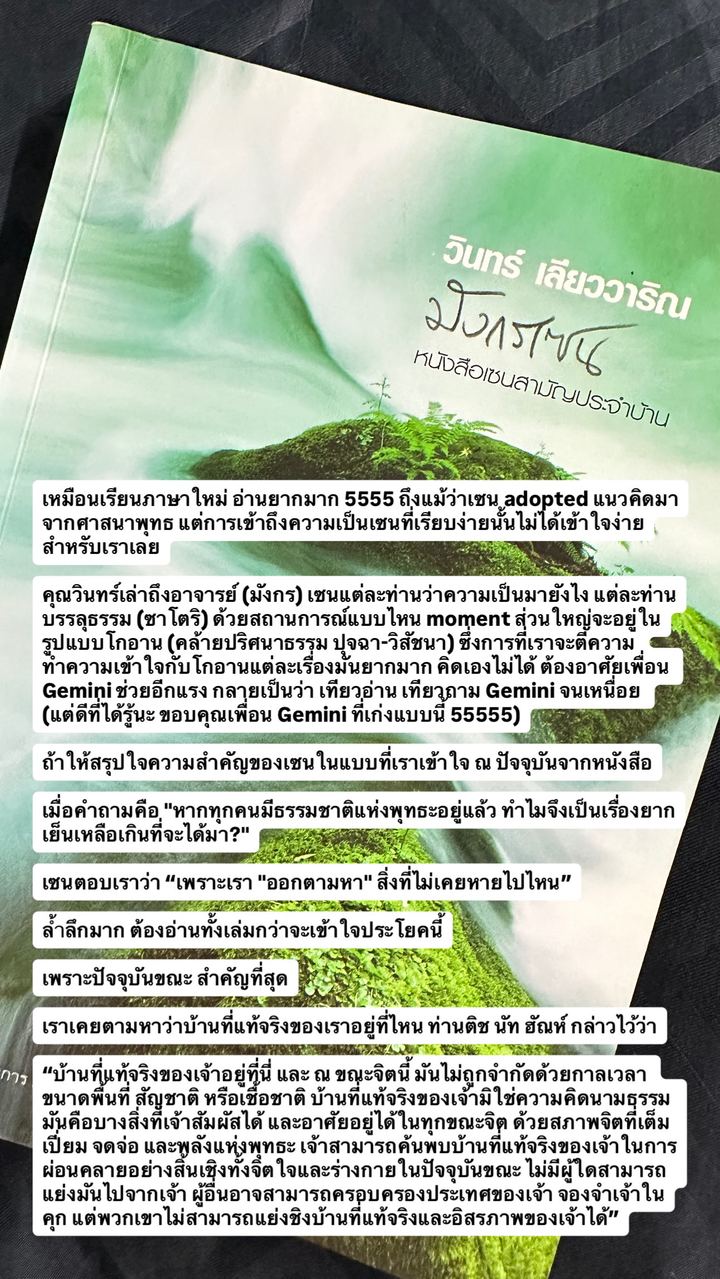 วินทร์ เลียววาริณ
มังกรเซน
หนังสือเซนสามัญประจำบ้าน
เหมือนเรียนภาษาใหม่ อ่านยากมาก 5555 ถึงแม้ว่าเซน adopted แนวคิดมา
จากศาสนาพุทธ แต่การเข้าถึงความเป็นเซนที่เรียบง่ายนั้นไม่ได้เข้าใจง่าย
สำหรับเราเลย
คุณวินทร์เล่าถึงอาจารย์ (มังกร) เซนแต่ละท่านว่าความเป็นมายังไง แต่ละท่าน
บรรลุธรรม (ซาโตริ) ด้วยสถานการณ์แบบไหน moment ส่วนใหญ่จะอยู่ใน
รูปแบบโกอาน (คล้ายปริศนาธรรม ปุจฉา-วิสัชนา) ซึ่งการที่เราจะตีความ
ทำความเข้าใจกับโกอานแต่ละเรื่องมันยากมาก คิดเองไม่ได้ ต้องอาศัยเพื่อน
Gemini ช่วยอีกแรง กลายเป็นว่า เทียวอ่าน เทียวถาม Gemini จนเหนื่อย
(แต่ดีที่ได้รู้นะ ขอบคุณเพื่อน Gemini ที่เก่งแบบนี้ 55555)
ถ้าให้สรุปใจความสำคัญของเซนในแบบที่เราเข้าใจ ณ ปัจจุบันจากหนังสือ
เมื่อคำถามคือ "หากทุกคนมีธรรมชาติแห่งพุทธะอยู่แล้ว ทำไมจึงเป็นเรื่องยาก
เย็นเหลือเกินที่จะได้มา?"
เซนตอบเราว่า “เพราะเรา "ออกตามหา" สิ่งที่ไม่เคยหายไปไหน”
ล้ำลึกมาก ต้องอ่านทั้งเล่มกว่าจะเข้าใจประโยคนี้
เพราะปัจจุบันขณะ สำคัญที่สุด
เราเคยตามหาว่าบ้านที่แท้จริงของเราอยู่ที่ไหน ท่านติช นัท ฮัณห์ กล่าวไว้ว่า
“บ้านที่แท้จริงของเจ้าอยู่ที่นี่ และ ณ ขณะจิตนี้ มันไม่ถูกจำกัดด้วยกาลเวลา
ขนาดพื้นที่ สัญชาติ หรือเชื้อชาติ บ้านที่แท้จริงของเจ้ามิใช่ความคิดนามธรรม
มันคือบางสิ่งที่เจ้าสัมผัสได้ และอาศัยอยู่ได้ในทุกขณะจิต ด้วยสภาพจิตที่เต็ม
เปี่ยม จดจ่อ และพลังแห่งพุทธะ เจ้าสามารถค้นพบบ้านที่แท้จริงของเจ้าในการ
ผ่อนคลายอย่างสิ้นเชิงทั้งจิตใจและร่างกายในปัจจุบันขณะ ไม่มีผู้ใดสามารถ
แย่งมันไปจากเจ้า ผู้อื่นอาจสามารถครอบครองประเทศของเจ้า จองจำเจ้าใน
คุก แต่พวกเขาไม่สามารถแย่งชิงบ้านที่แท้จริงและอิสรภาพของเจ้าได้”